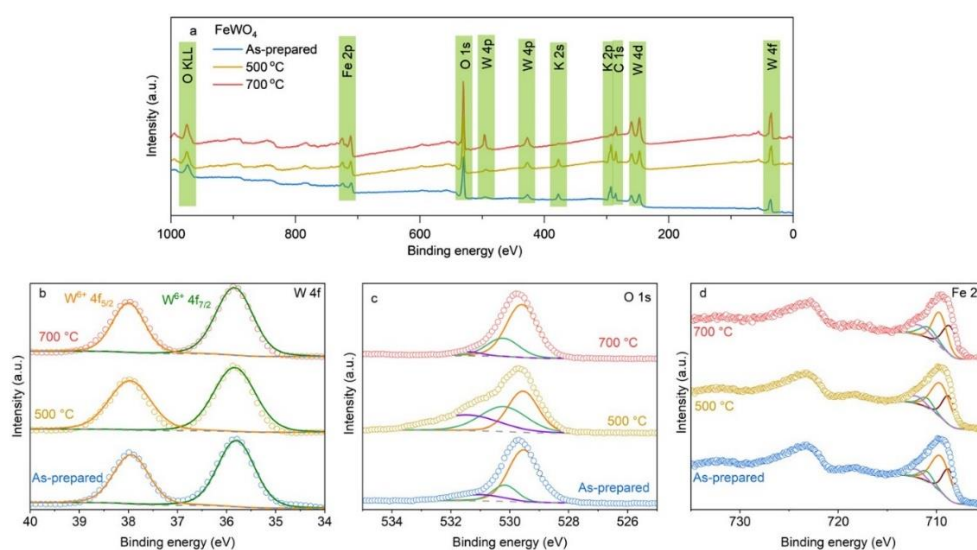 a
FeWO₄
As-prepared
500 °C
700 °C
O KLL
Fe 2p
O 1s
W 4p
W 4p
K 2s
K 2p
C 1s
W 4d
W 4f
Intensity (a.u.)
1000 800 600 400 200 0
Binding energy (eV)
b
W⁶⁺ 4f₅/₂
W⁶⁺ 4f₇/₂
W 4f
700 °C
500 °C
As-prepared
Intensity (a.u.)
40 39 38 37 36 35 34
Binding energy (eV)
c
O 1s
700 °C
500 °C
As-prepared
Intensity (a.u.)
534 532 530 528 526
Binding energy (eV)
d
Fe 2
700 °C
500 °C
As-prepared
Intensity (a.u.)
730 720 710
Binding energy (eV)